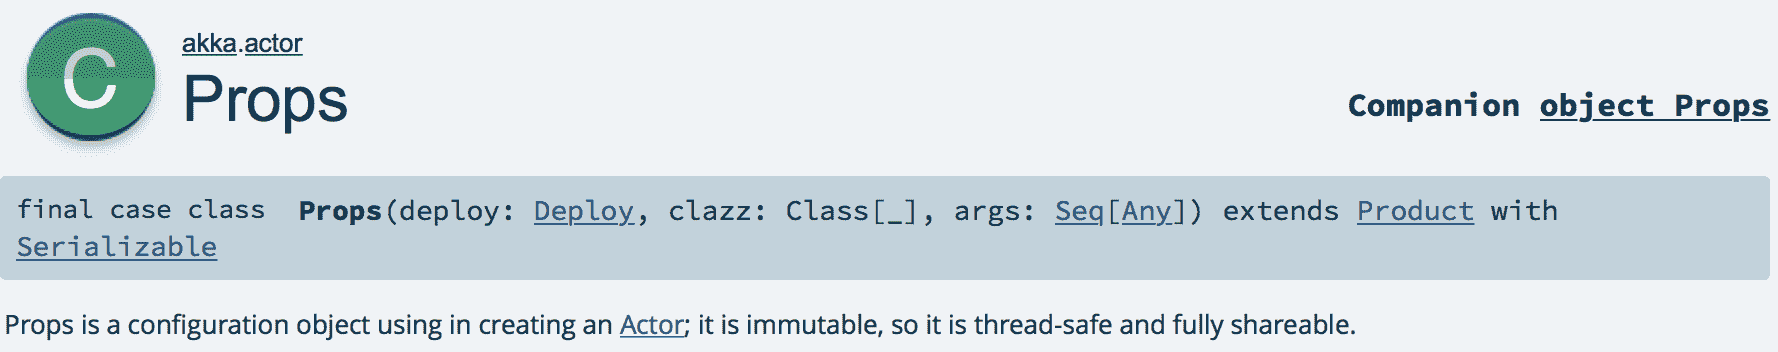 C
akka.actor
Props
Companion object Props
final case class Props(deploy: Deploy, clazz: Class[_], args: Seq[Any]) extends Product with
Serializable
Props is a configuration object using in creating an Actor; it is immutable, so it is thread-safe and fully shareable.